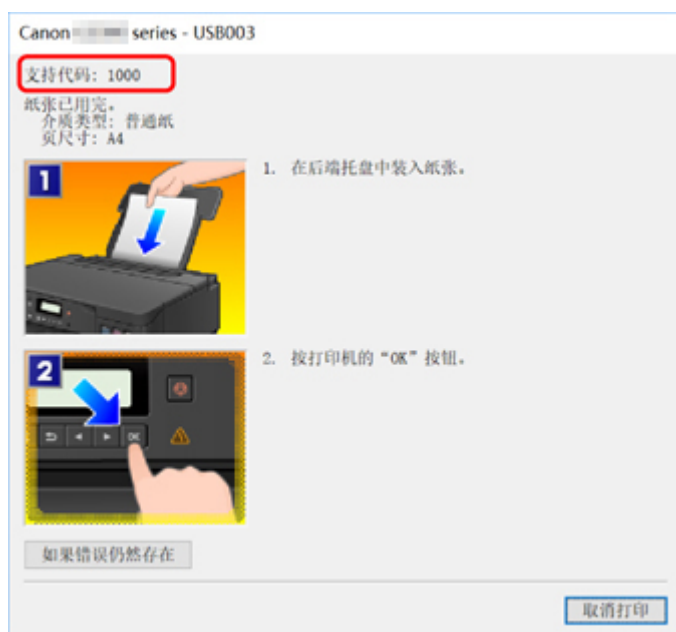 Canon series - USB003
支持代码: 1000
纸张已用完。
介质类型: 普通纸
页尺寸: A4
1
1. 在后端托盘中装入纸张。
2
2. 按打印机的“OK”按钮。
OK
如果错误仍然存在
取消打印